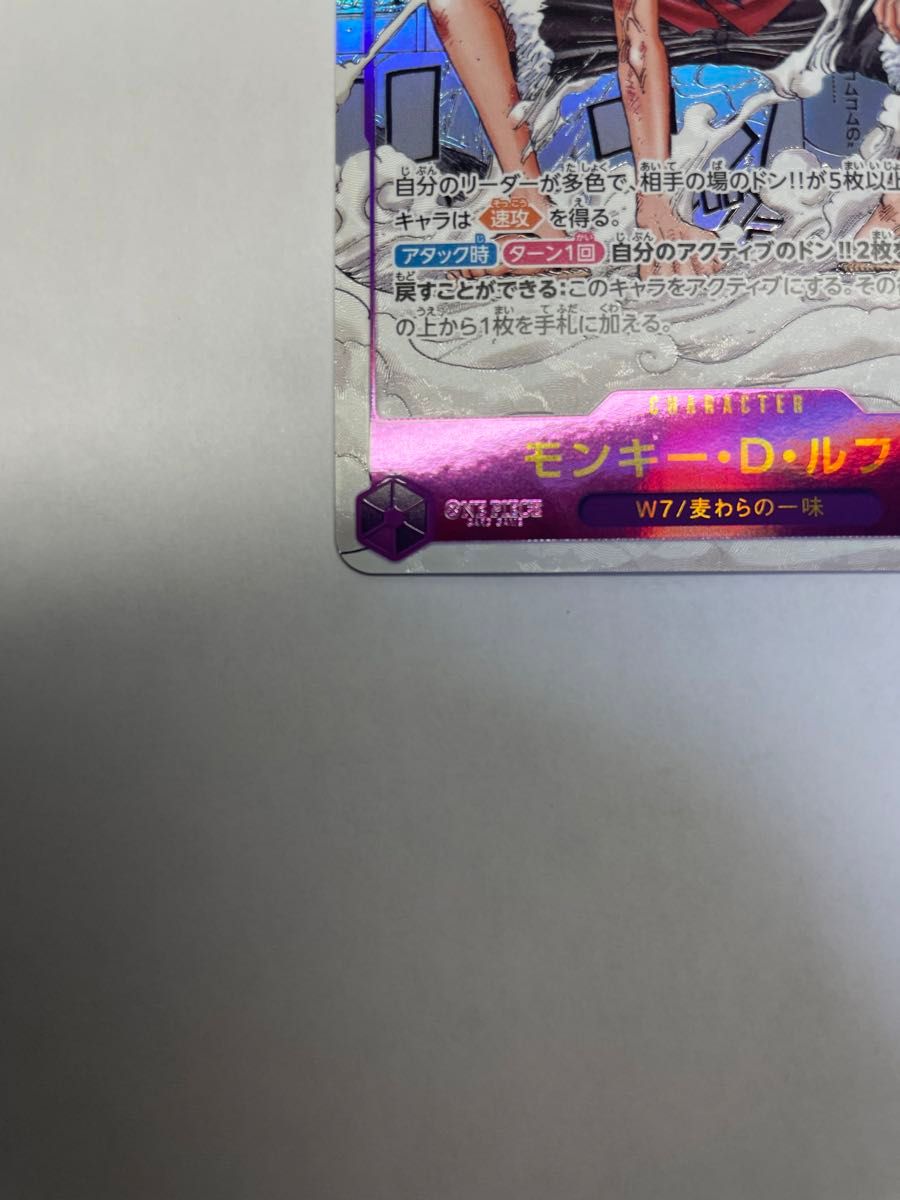 コムコムの"
自分のリーダーが多色で、相手の場のドン!!が5枚以上
キャラは 速攻 を得る。
アタック時 ターン1回 自分のアクティブのドン!!2枚を
戻すことができる:このキャラをアクティブにする。その
の上から1枚を手札に加える。
CHARACTER
モンキー・D・ルフ
ONE PIECE
CARD GAME
W7/麦わらの一味